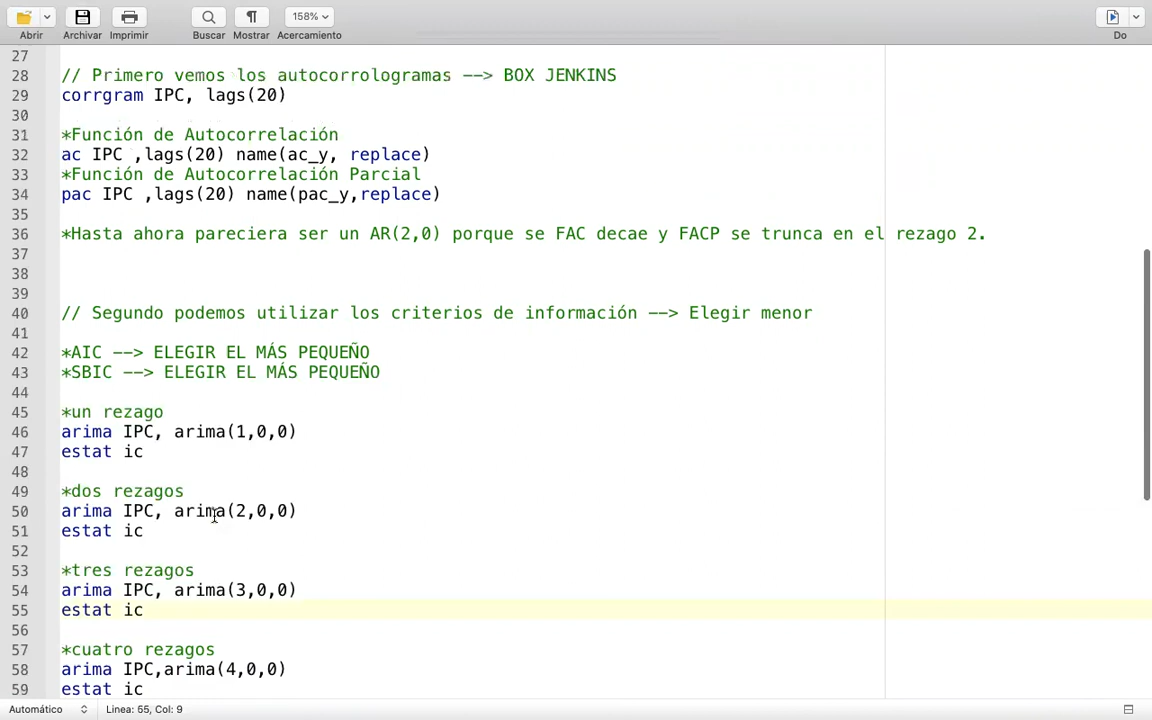 Abrir
Archivar
Imprimir
Buscar
Mostrar
158%
Acercamiento
Do
27
28 // Primero vemos los autocorrologramas --> BOX JENKINS
29 corrgram IPC, lags(20)
30
31 *Función de Autocorrelación
32 ac IPC ,lags(20) name(ac_y, replace)
33 *Función de Autocorrelación Parcial
34 pac IPC ,lags(20) name(pac_y,replace)
35
36 *Hasta ahora pareciera ser un AR(2,0) porque se FAC decae y FACP se trunca en el rezago 2.
37
38
39
40 // Segundo podemos utilizar los criterios de información --> Elegir menor
41
42 *AIC --> ELEGIR EL MÁS PEQUEÑO
43 *SBIC --> ELEGIR EL MÁS PEQUEÑO
44
45 *un rezago
46 arima IPC, arima(1,0,0)
47 estat ic
48
49 *dos rezagos
50 arima IPC, arima(2,0,0)
51 estat ic
52
53 *tres rezagos
54 arima IPC, arima(3,0,0)
55 estat ic
56
57 *cuatro rezagos
58 arima IPC,arima(4,0,0)
59 estat ic
Automático
Linea: 55, Col: 9